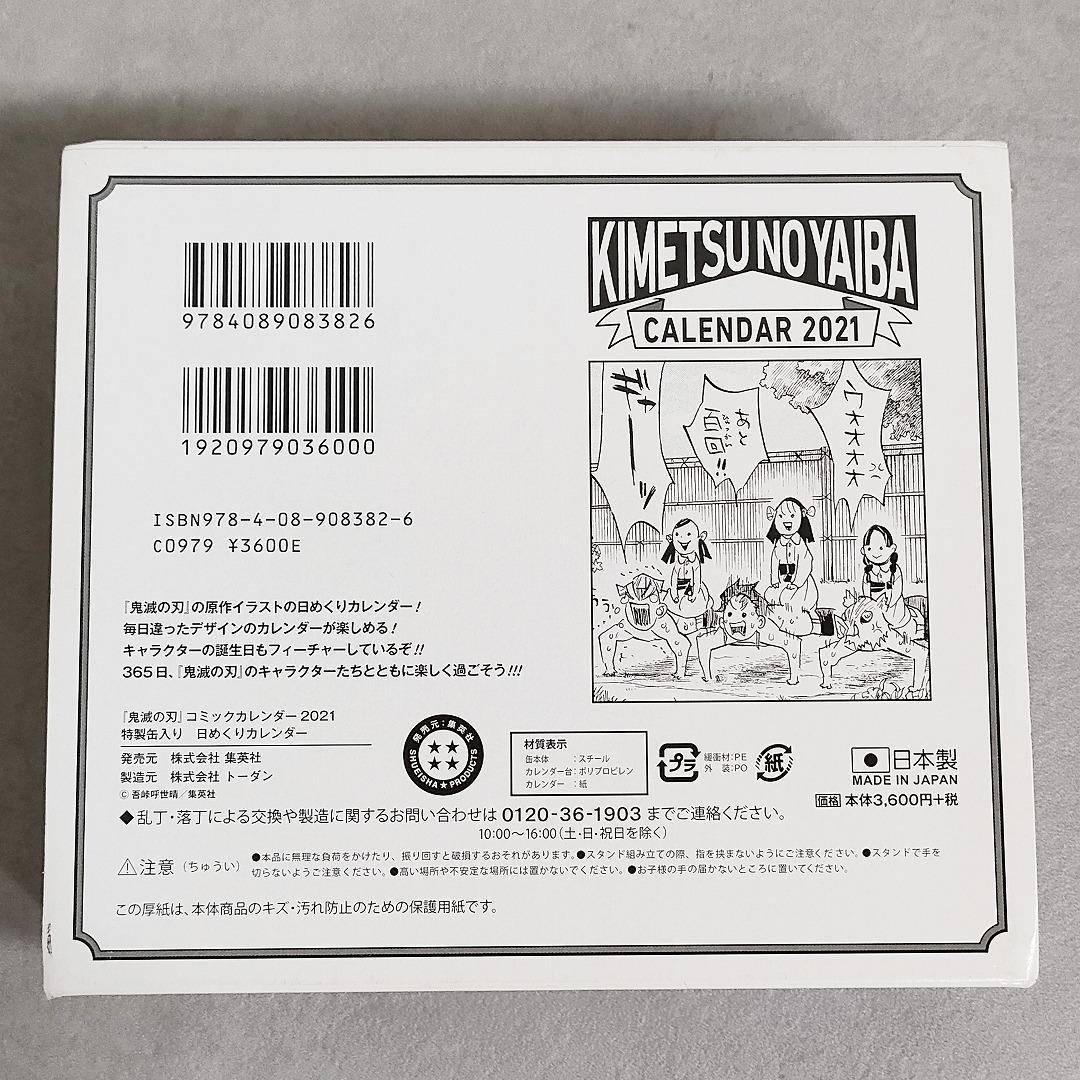 9784089083826
1920979036000
ISBN978-4-08-908382-6
C0979 ¥3600E
『鬼滅の刃』の原作イラストの日めくりカレンダー!
毎日違ったデザインのカレンダーが楽しめる!
キャラクターの誕生日もフィーチャーしているぞ!!
365日、『鬼滅の刃』のキャラクターたちとともに楽しく過ごそう!!!
KIMETSU NO YAIBA
CALENDAR 2021
ウオオオオ
あと
百回!!
ひゃっかい
ギャーーッ
『鬼滅の刃』コミックカレンダー2021
特製缶入り 日めくりカレンダー
発売元 株式会社 集英社
製造元 株式会社 トーダン
© 吾峠呼世晴/集英社
発売元:集英社
SHUEISHA★PRODUCTS
材質表示
缶本体 :スチール
カレンダー台:ポリプロピレン
カレンダー :紙
プラ
緩衝材:PE
外 装:PO
紙
日本製
MADE IN JAPAN
価格 本体3,600円+税
◆乱丁・落丁による交換や製造に関するお問い合わせは 0120-36-1903 までご連絡ください。
10:00〜16:00(土・日・祝日を除く)
注意(ちゅうい)
●本品に無理な負荷をかけたり、振り回すと破損するおそれがあります。●スタンド組み立ての際、指を挟まないようにご注意ください。●スタンドで手を
切らないようご注意ください。●高い場所や不安定な場所には置かないでください。●お子様の手の届かないところに置いてください。
この厚紙は、本体商品のキズ・汚れ防止のための保護用紙です。